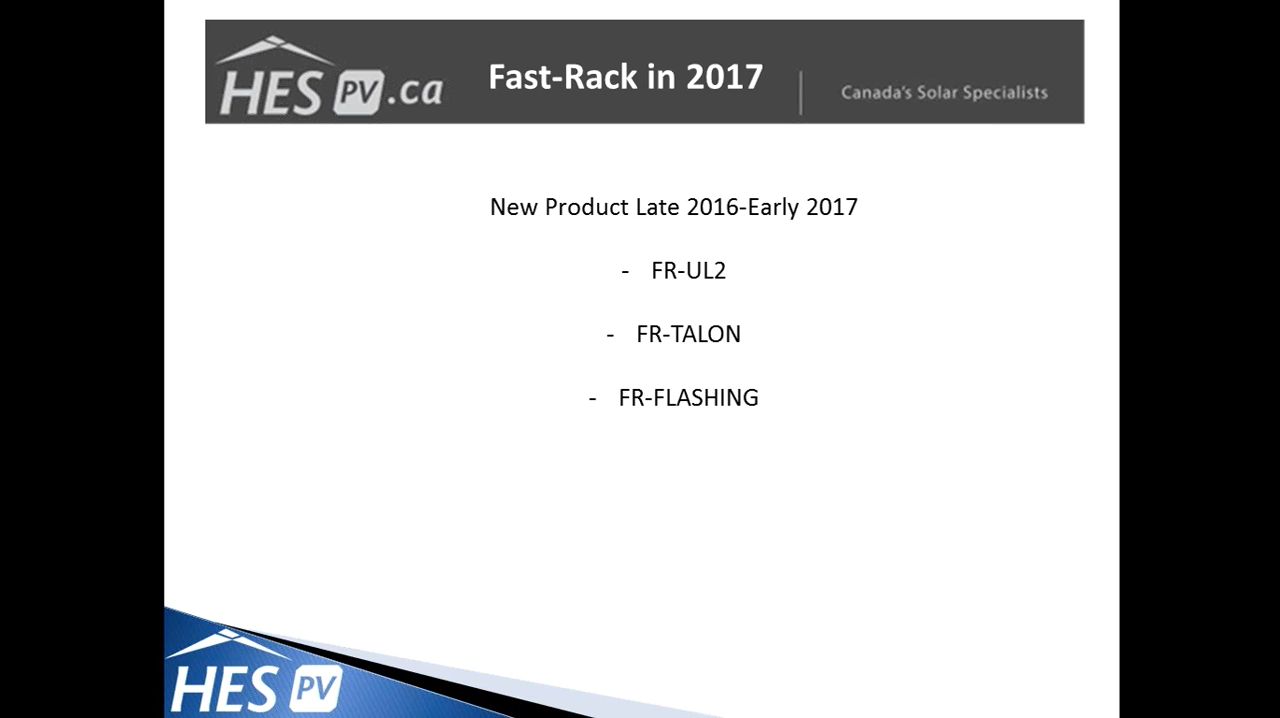 HES PV.ca
Fast-Rack in 2017
Canada's Solar Specialists
New Product Late 2016-Early 2017
- FR-UL2
- FR-TALON
- FR-FLASHING
HES PV